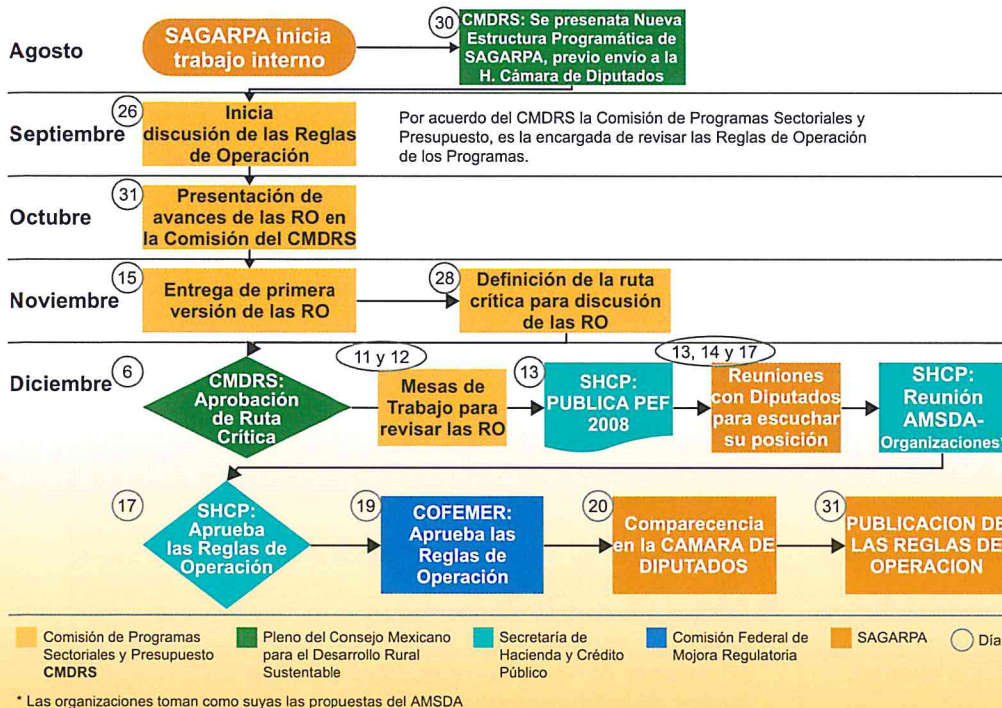 Agosto
SAGARPA inicia
trabajo interno
30
CMDRS: Se presenata Nueva
Estructura Programática de
SAGARPA, previo envío a la
H. Cámara de Diputados
Septiembre
26
Inicia
discusión de las Reglas
de Operación
Por acuerdo del CMDRS la Comisión de Programas Sectoriales y
Presupuesto, es la encargada de revisar las Reglas de Operación
de los Programas.
Octubre
31
Presentación de
avances de las RO en
la Comisión del CMDRS
Noviembre
15
Entrega de primera
versión de las RO
28
Definición de la ruta
crítica para discusión
de las RO
Diciembre
6
CMDRS:
Aprobación
de Ruta
Crítica
11 y 12
Mesas de
Trabajo para
revisar las RO
13
SHCP:
PUBLICA PEF
2008
13, 14 y 17
Reuniones
con Diputados
para escuchar
su posición
SHCP:
Reunión
AMSDA-
Organizaciones*
17
SHCP:
Aprueba
las Reglas de
Operación
19
COFEMER:
Aprueba las
Reglas de
Operación
20
Comparecencia
en la CAMARA DE
DIPUTADOS
31
PUBLICACION DE
LAS REGLAS DE
OPERACION
Comisión de Programas
Sectoriales y Presupuesto
CMDRS
Pleno del Consejo Mexicano
para el Desarrollo Rural
Sustentable
Secretaría de
Hacienda y Crédito
Público
Comisión Federal de
Mejora Regulatoria
SAGARPA
Día
* Las organizaciones toman como suyas las propuestas del AMSDA